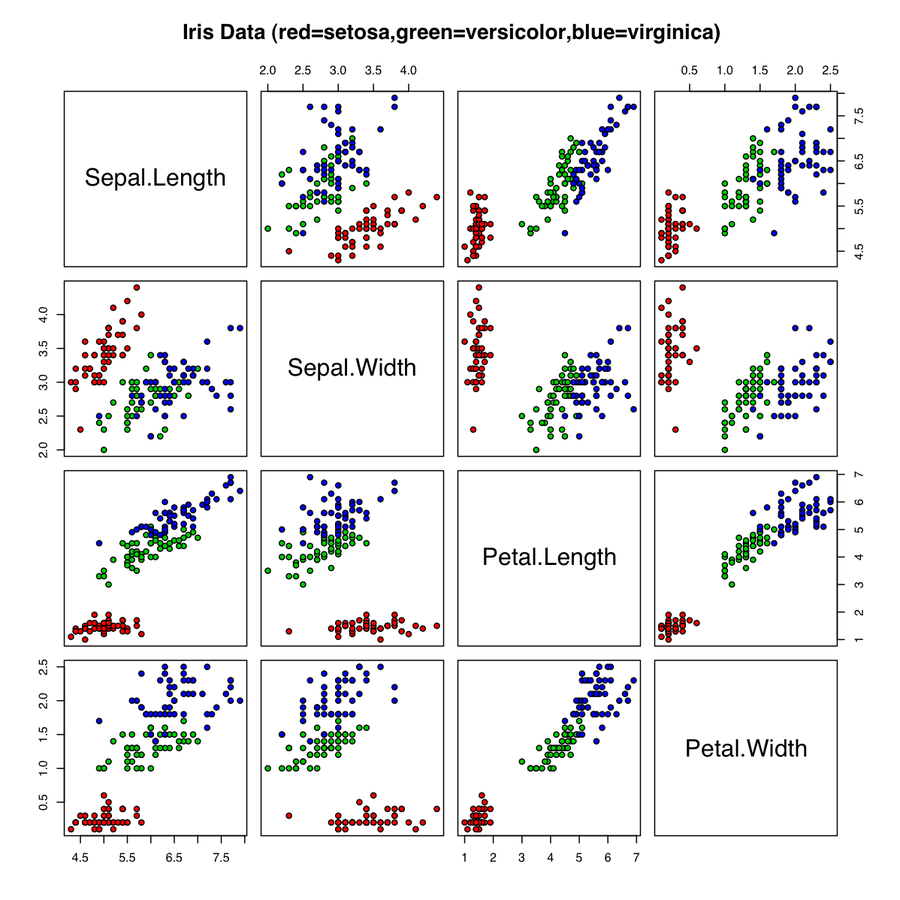 Iris Data (red=setosa,green=versicolor,blue=virginica)
2.0 2.5 3.0 3.5 4.0
0.5 1.0 1.5 2.0 2.5
Sepal.Length
4.5 5.5 6.5 7.5
2.0 2.5 3.0 3.5 4.0
Sepal.Width
Petal.Length
1 2 3 4 5 6 7
0.5 1.0 1.5 2.0 2.5
Petal.Width
4.5 5.5 6.5 7.5
1 2 3 4 5 6 7